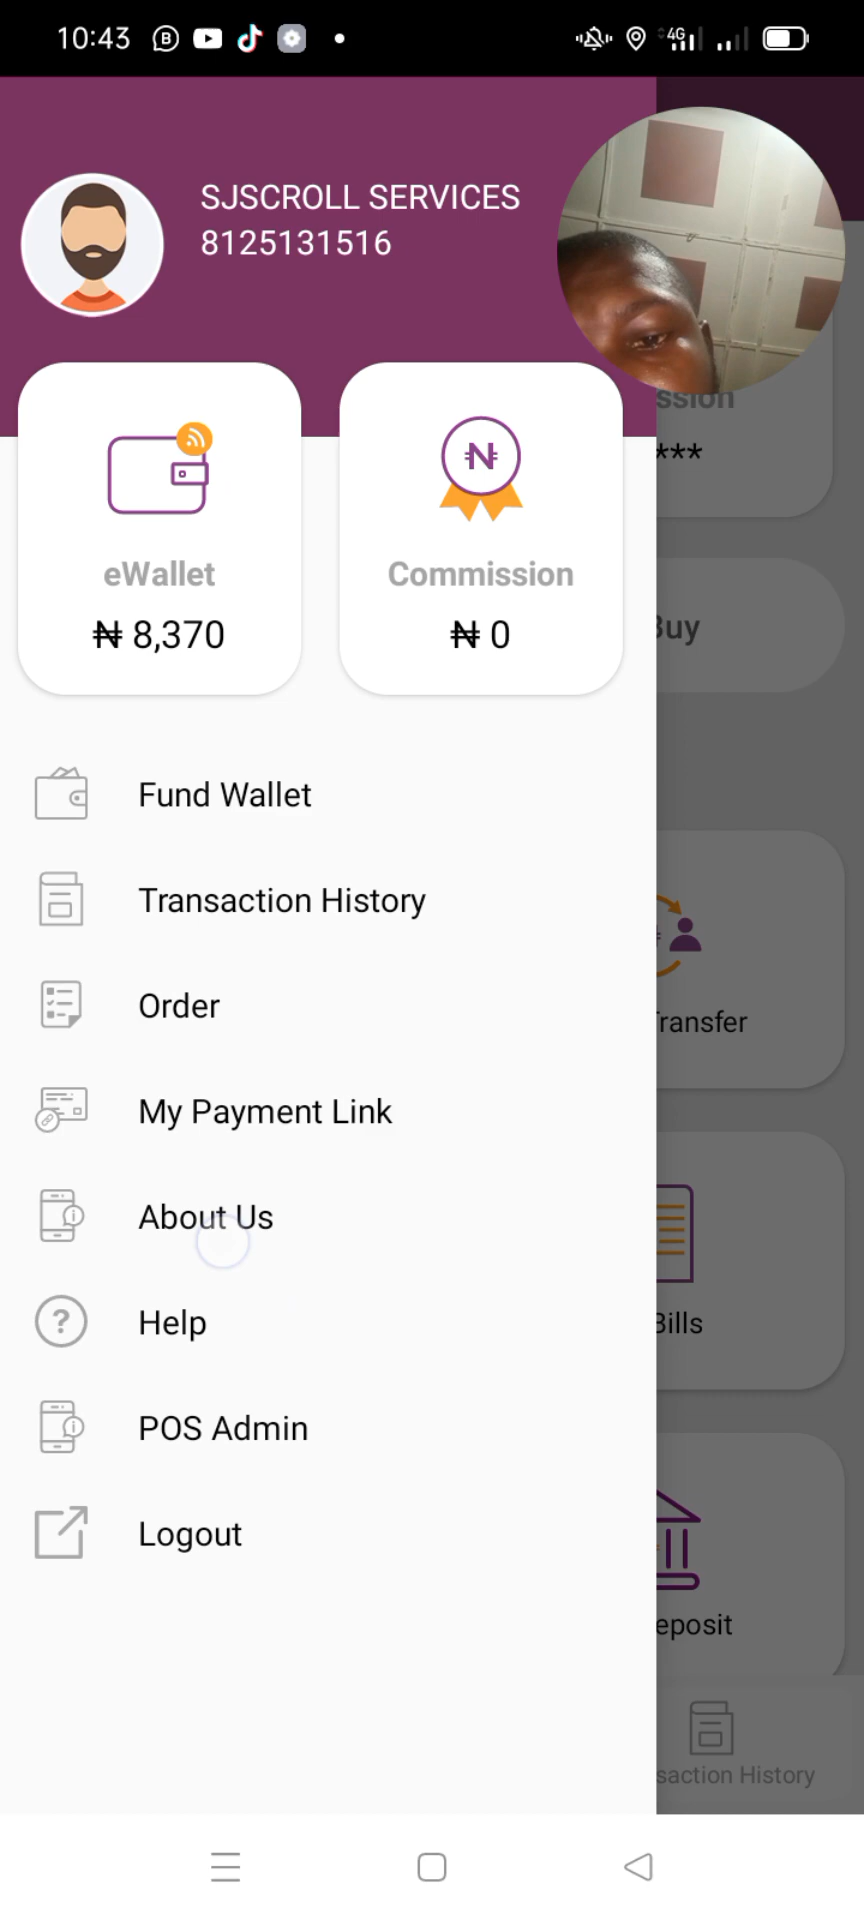 10:43
4G
SJSCROLL SERVICES
8125131516
eWallet
₦ 8,370
Commission
₦ 0
ssion
***
Buy
Fund Wallet
Transaction History
Order
My Payment Link
Transfer
About Us
Help
Bills
POS Admin
Logout
eposit
saction History